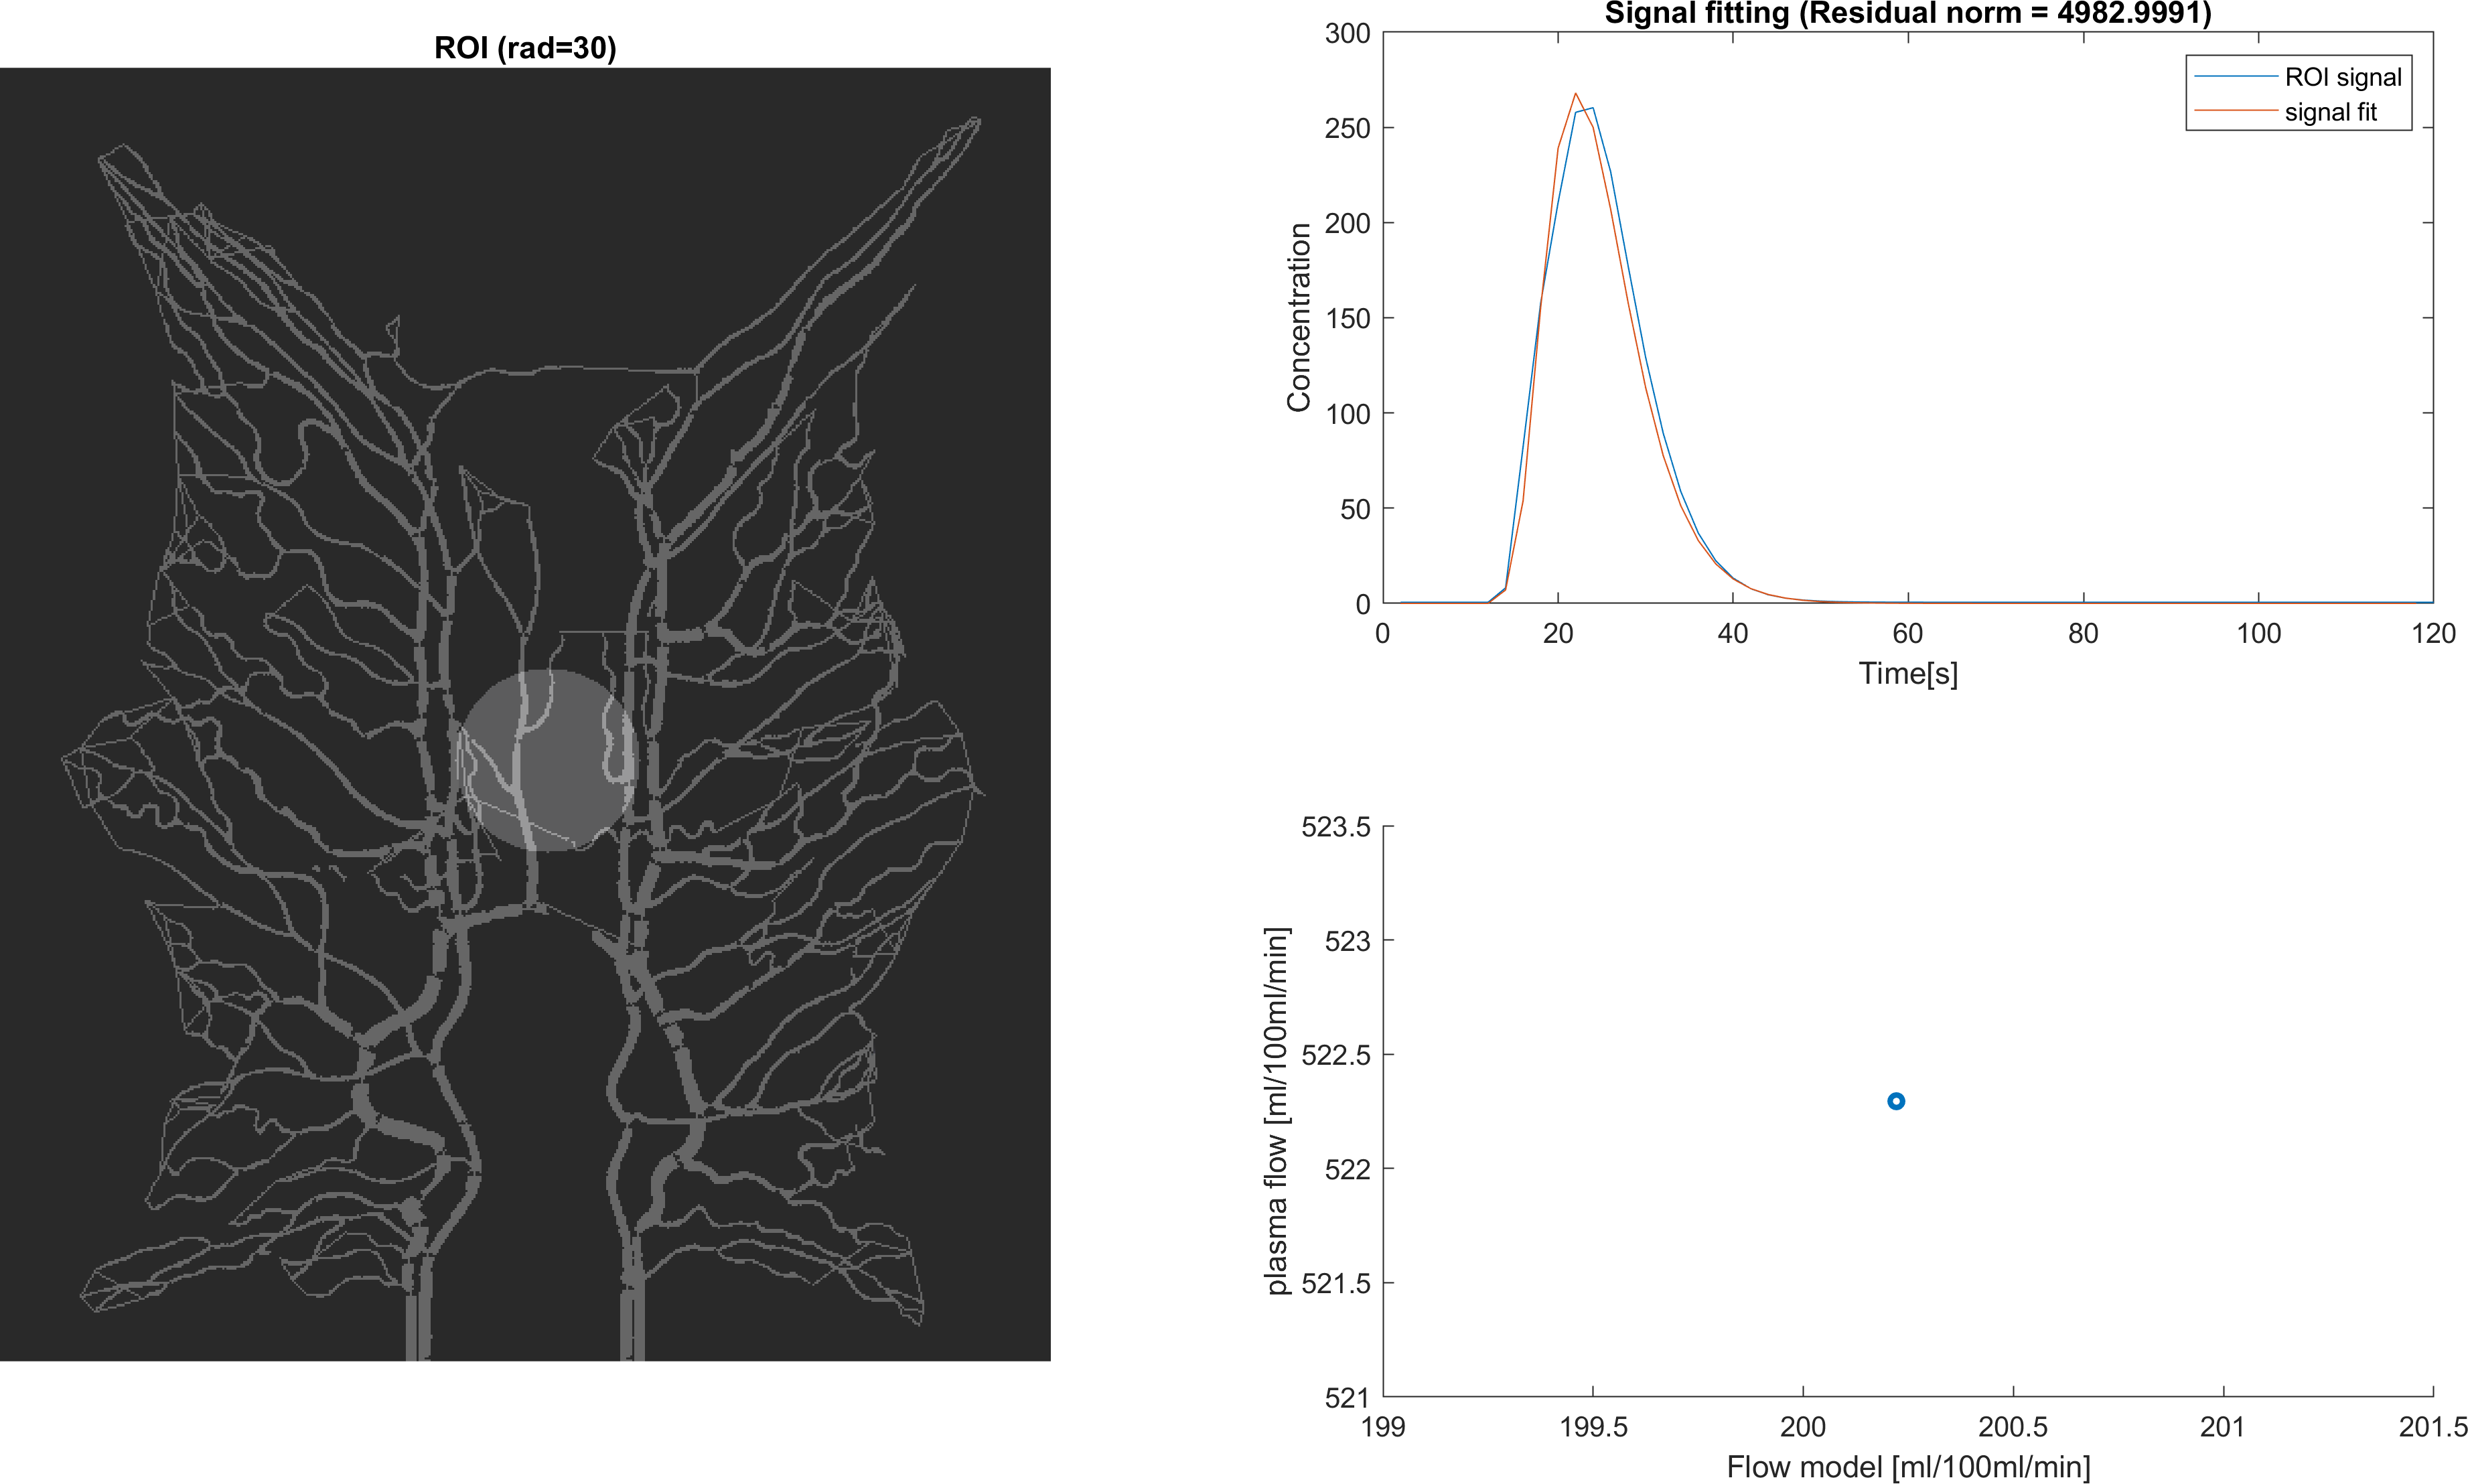 ROI (rad=30)
Signal fitting (Residual norm = 4982.9991)
300
250
200
150
100
50
0
Concentration
ROI signal
signal fit
0 20 40 60 80 100 120
Time[s]
523.5
523
522.5
522
521.5
521
plasma flow [ml/100ml/min]
199 199.5 200 200.5 201 201.5
Flow model [ml/100ml/min]